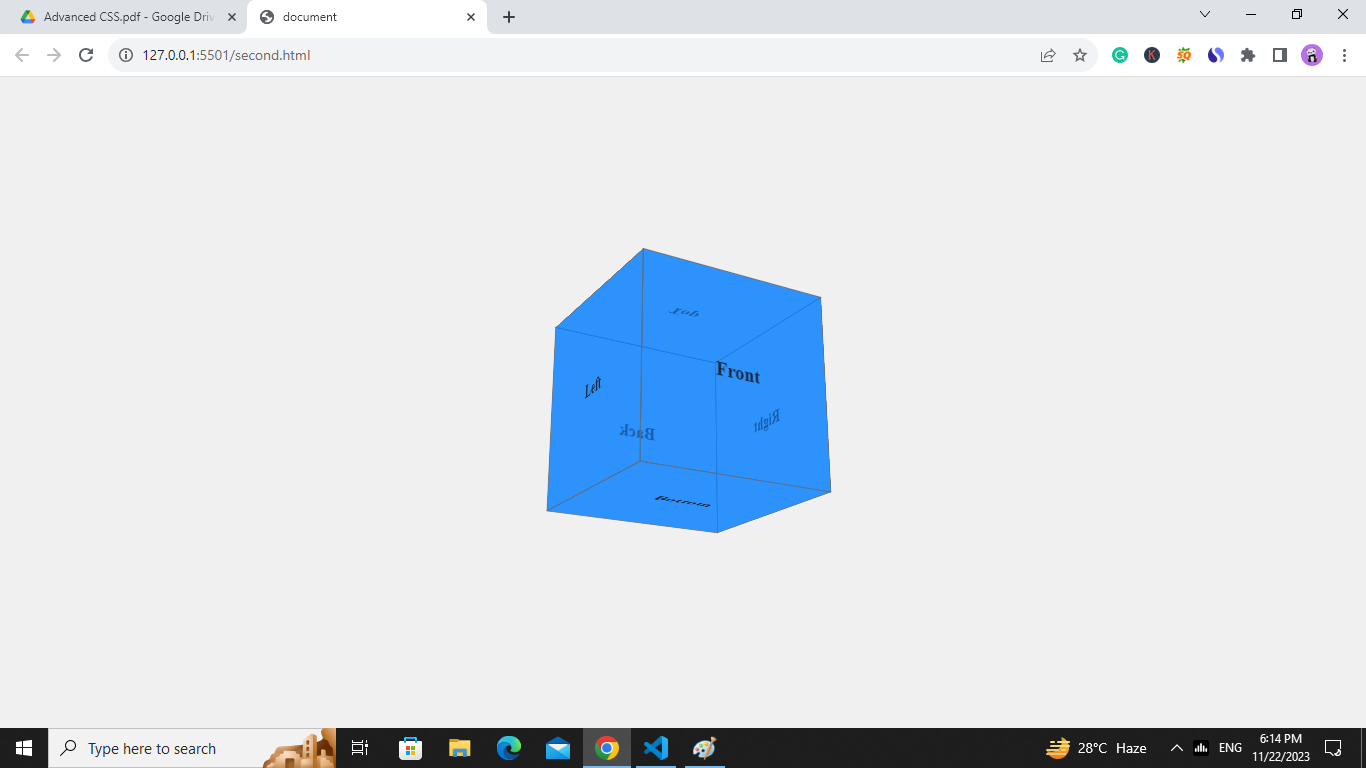 Advanced CSS.pdf - Google Driv
document
127.0.0.1:5501/second.html
Top
Front
Left
Right
Back
Bottom
Type here to search
28°C Haze
ENG
6:14 PM
11/22/2023